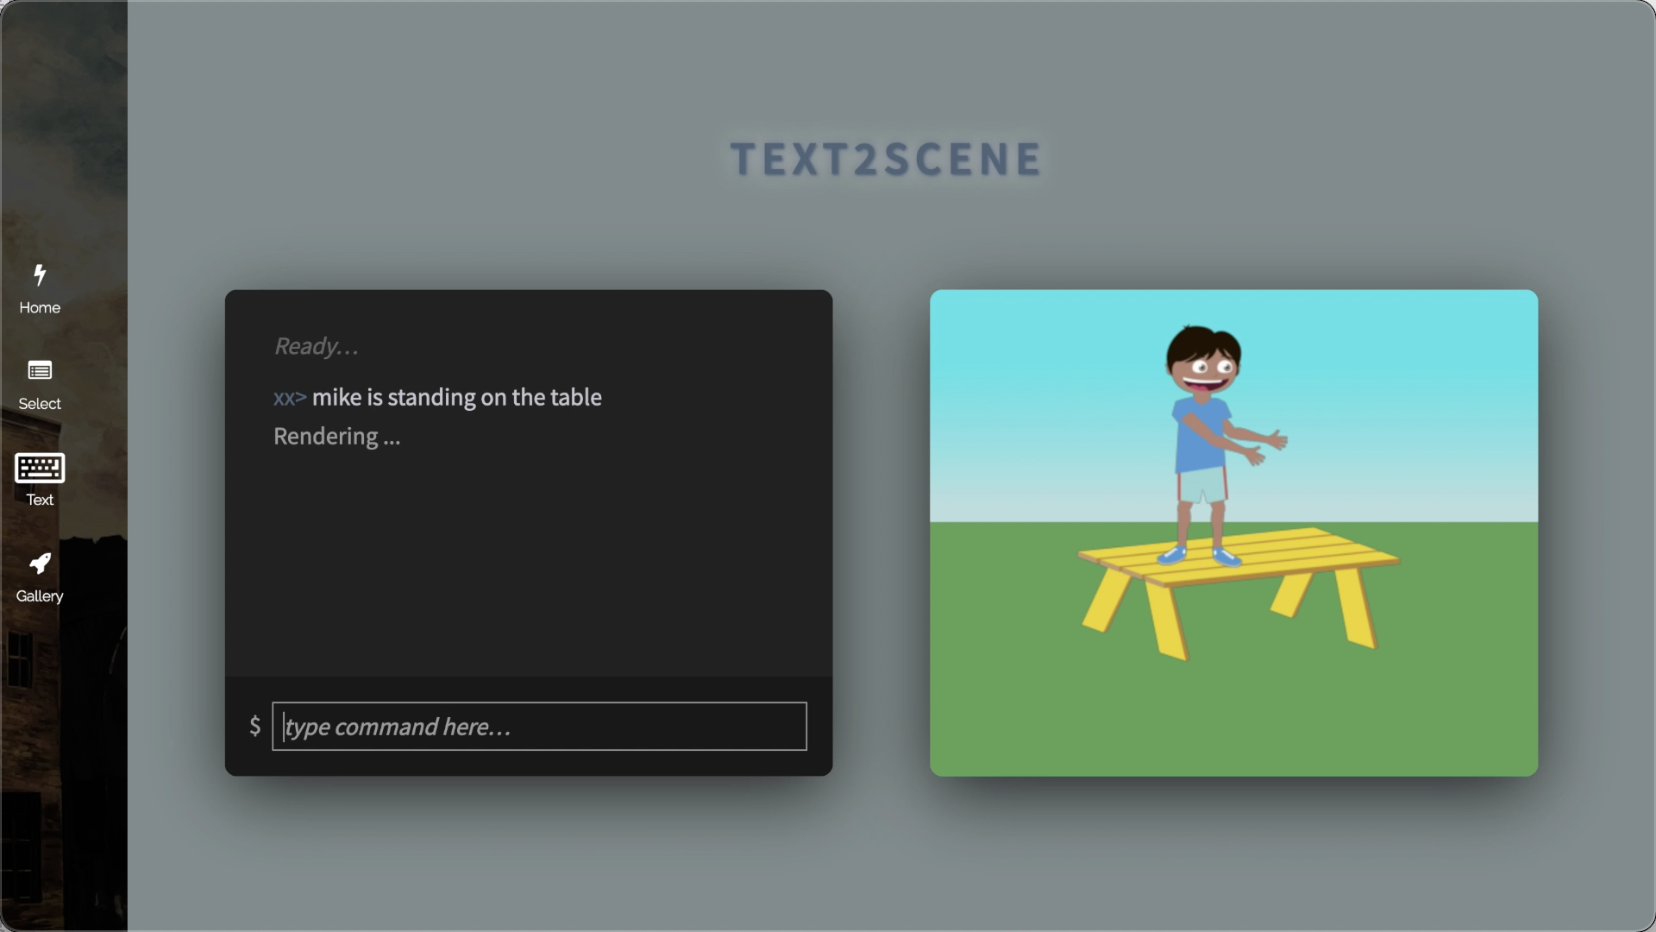 TEXT2SCENE
Home
Select
Text
Gallery
Ready...
xx> mike is standing on the table
Rendering ...
$ type command here...